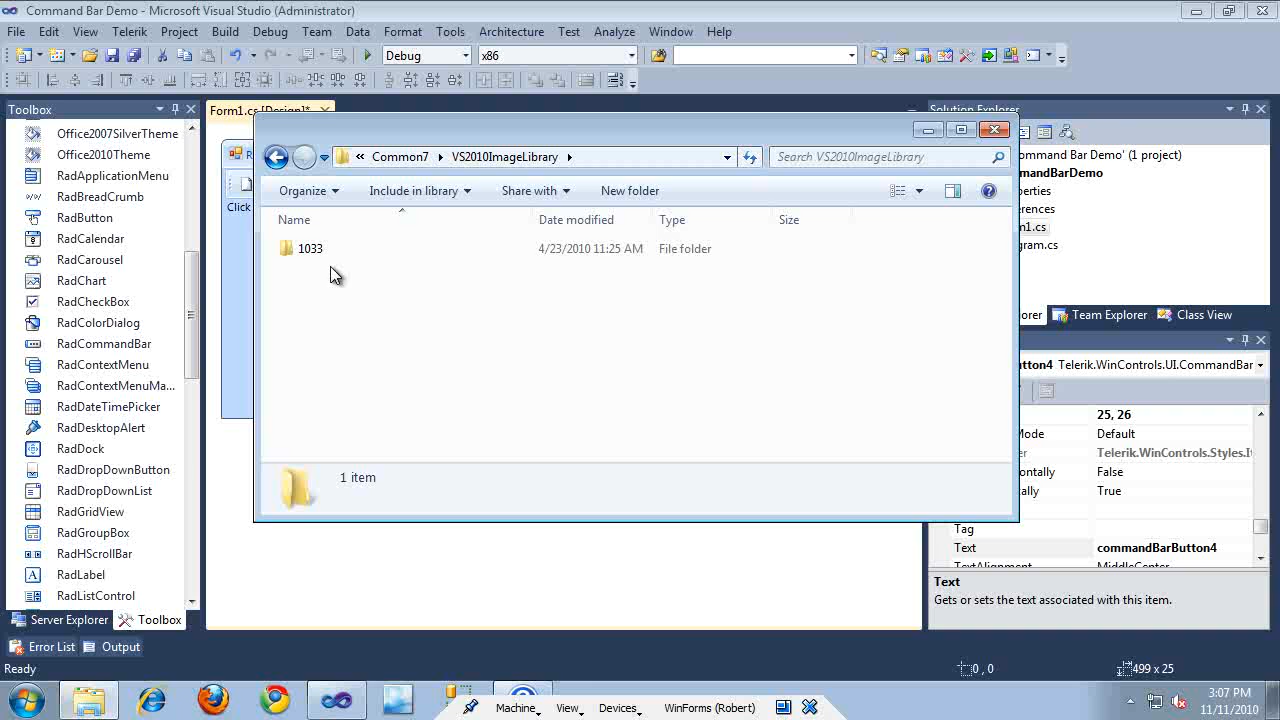 Command Bar Demo - Microsoft Visual Studio (Administrator)
File Edit View Telerik Project Build Debug Team Data Format Tools Architecture Test Analyze Window Help
Debug x86
Toolbox
Office2007SilverTheme
Office2010Theme
RadApplicationMenu
RadBreadCrumb
RadButton
RadCalendar
RadCarousel
RadChart
RadCheckBox
RadColorDialog
RadCommandBar
RadContextMenu
RadContextMenuMa...
RadDateTimePicker
RadDesktopAlert
RadDock
RadDropDownButton
RadDropDownList
RadGridView
RadGroupBox
RadHScrollBar
RadLabel
RadListControl
Server Explorer Toolbox
Form1.cs [Design]*
Click
« Common7 VS2010ImageLibrary
Search VS2010ImageLibrary
Organize Include in library Share with New folder
Name Date modified Type Size
1033 4/23/2010 11:25 AM File folder
1 item
Solution Explorer
ommand Bar Demo' (1 project)
mandBarDemo
perties
erences
m1.cs
gram.cs
orer Team Explorer Class View
tton4 Telerik.WinControls.UI.CommandBar
25, 26
Mode Default
er Telerik.WinControls.Styles.It
ontally False
ally True
Tag
Text commandBarButton4
TextAlignment MiddleCenter
Text
Gets or sets the text associated with this item.
Error List Output
Ready 0 , 0 499 x 25
Machine View Devices WinForms (Robert)
3:07 PM
11/11/2010